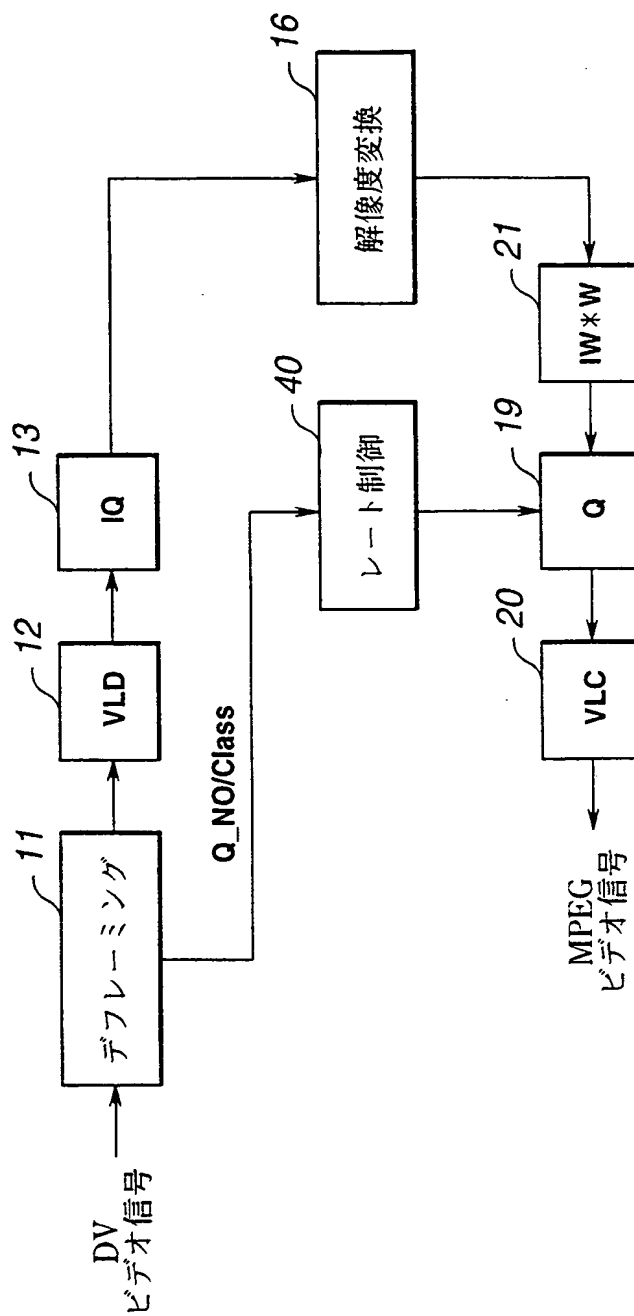 DV
ビデオ信号
11
デフレーミング
12
VLD
13
IQ
Q_NO/Class
16
解像度変換
40
レート制御
21
IW*W
19
Q
20
VLC
MPEG
ビデオ信号